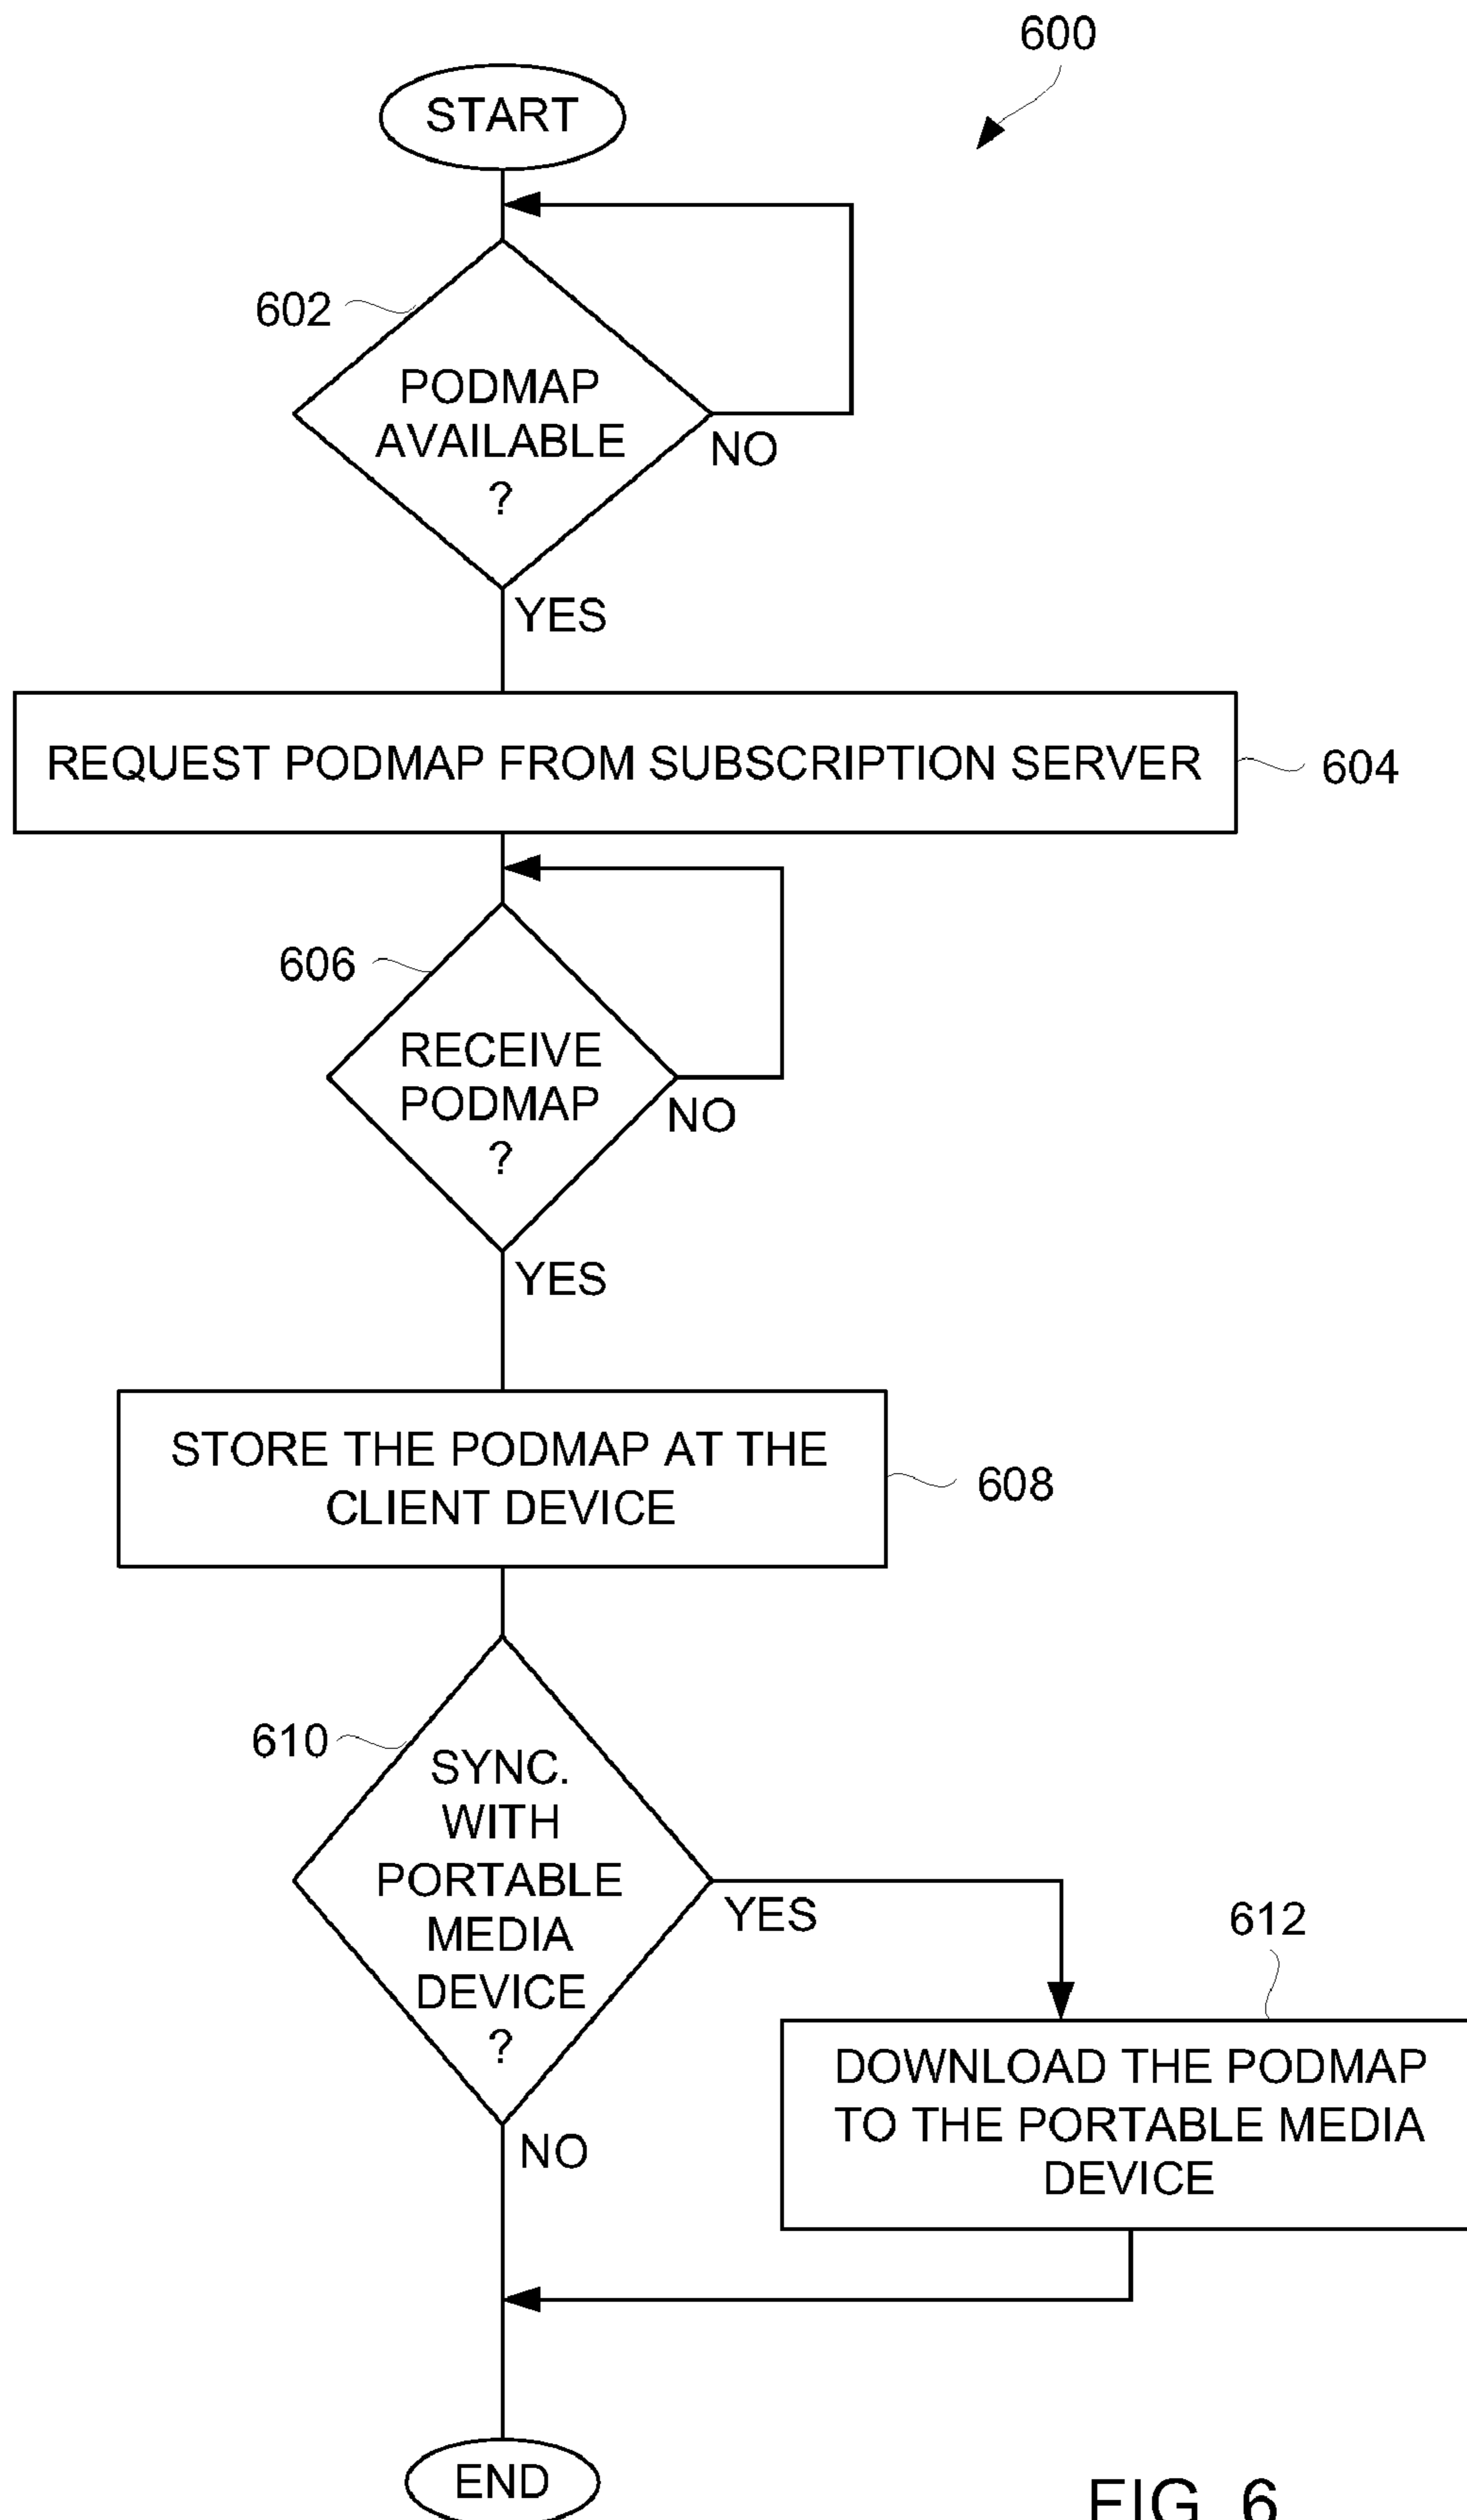 600
START
602
PODMAP
AVAILABLE
?
NO
YES
REQUEST PODMAP FROM SUBSCRIPTION SERVER
604
606
RECEIVE
PODMAP
?
NO
YES
STORE THE PODMAP AT THE
CLIENT DEVICE
608
610
SYNC.
WITH
PORTABLE
MEDIA
DEVICE
?
YES
NO
612
DOWNLOAD THE PODMAP
TO THE PORTABLE MEDIA
DEVICE
END
FIG. 6